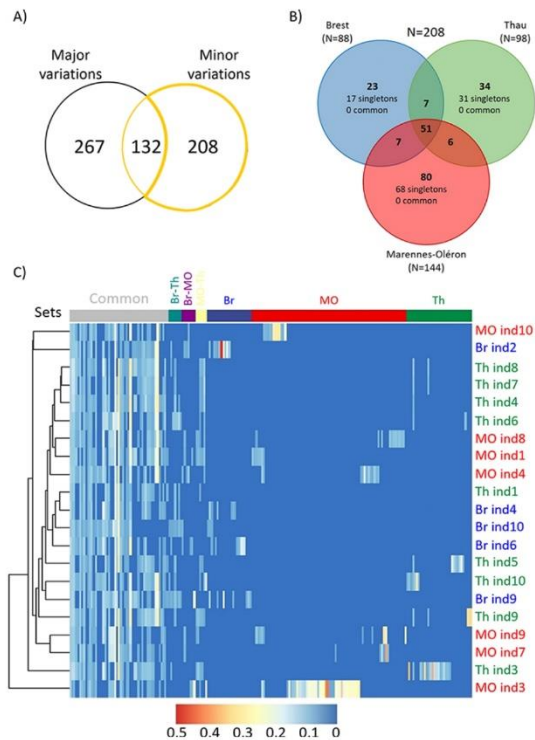 A)
Major variations
Minor variations
267
132
208
B)
Brest (N=88)
N=208
Thau (N=98)
23
17 singletons
0 common
7
34
31 singletons
0 common
51
7
6
80
68 singletons
0 common
Marennes-Oléron (N=144)
C)
Sets
Common
Br-Th
Br-MO
MO-Th
Br
MO
Th
MO ind10
Br ind2
Th ind8
Th ind7
Th ind4
Th ind6
MO ind8
MO ind1
MO ind4
Th ind1
Br ind4
Br ind10
Br ind6
Th ind5
Th ind10
Br ind9
Th ind9
MO ind9
MO ind7
Th ind3
MO ind3
0.5 0.4 0.3 0.2 0.1 0